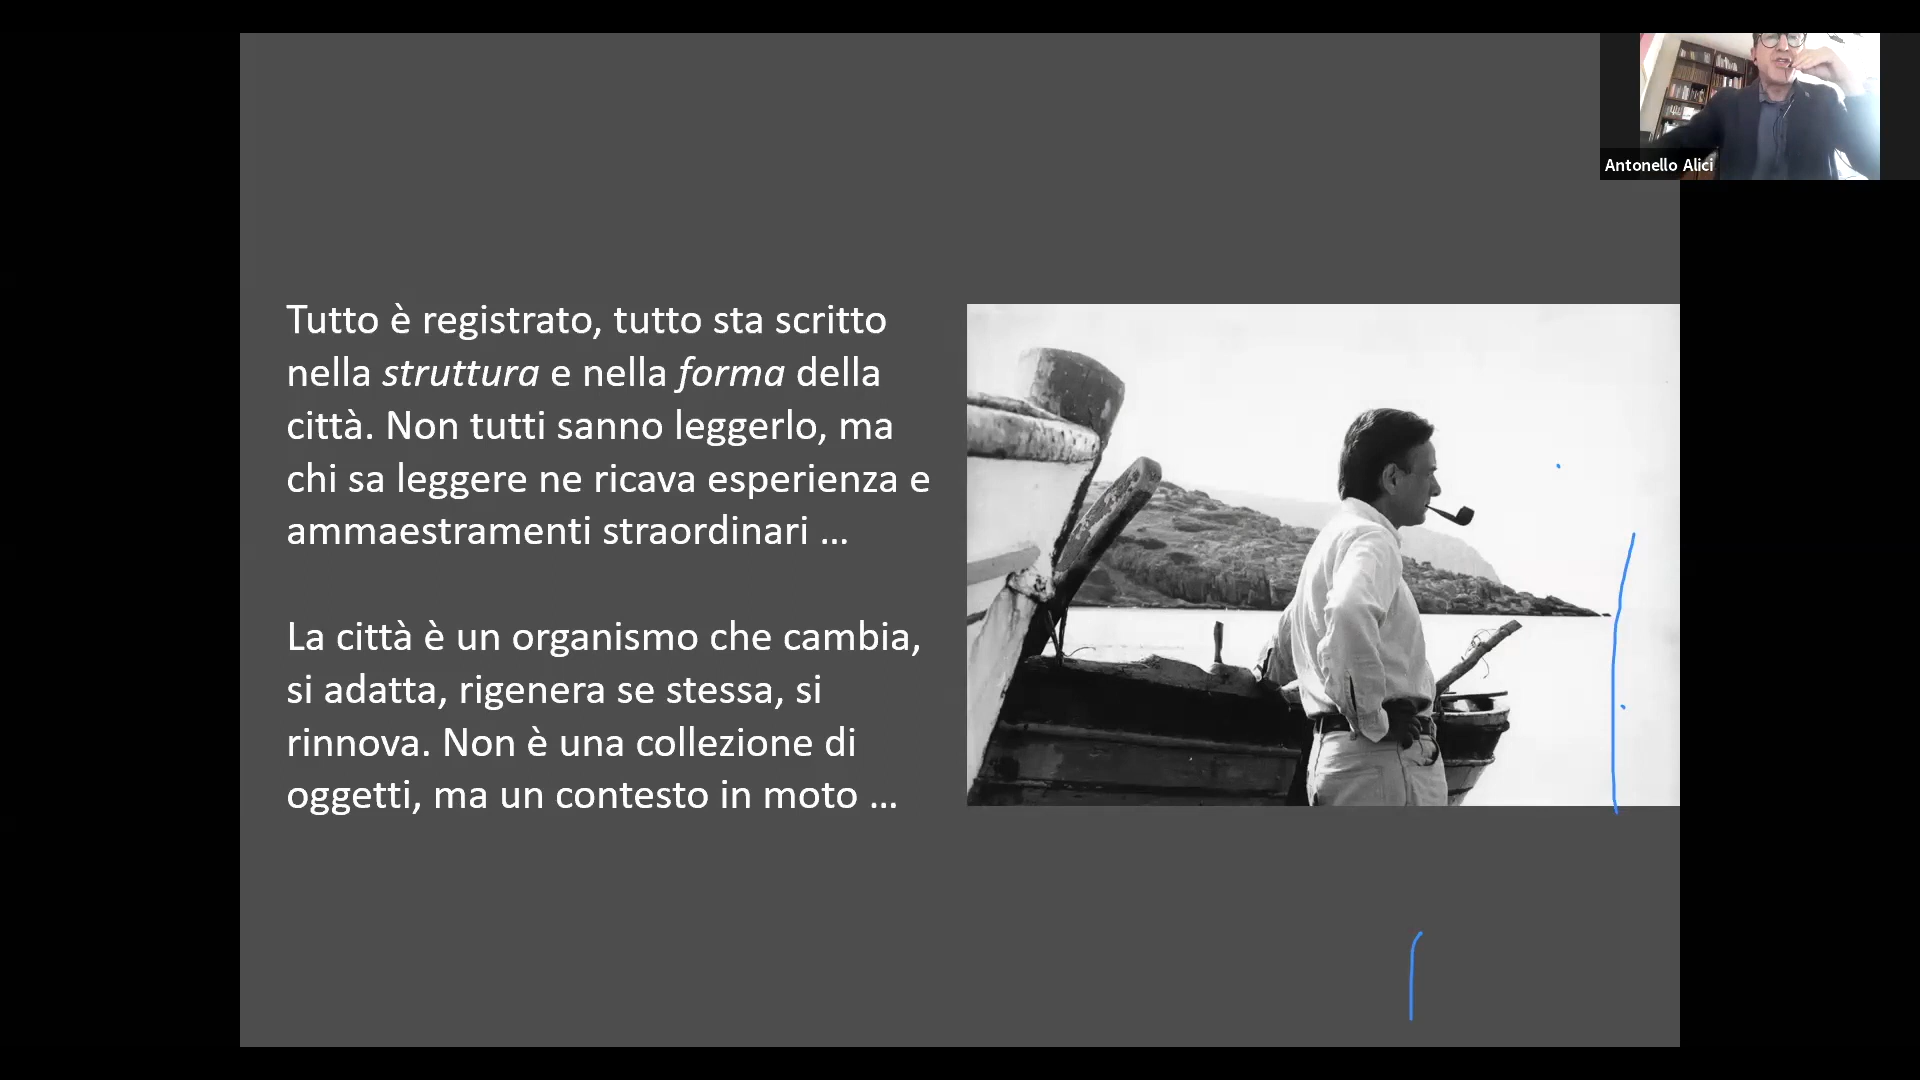 Antonello Alici
Tutto è registrato, tutto sta scritto
nella struttura e nella forma della
città. Non tutti sanno leggerlo, ma
chi sa leggere ne ricava esperienza e
ammaestramenti straordinari …
La città è un organismo che cambia,
si adatta, rigenera se stessa, si
rinnova. Non è una collezione di
oggetti, ma un contesto in moto …